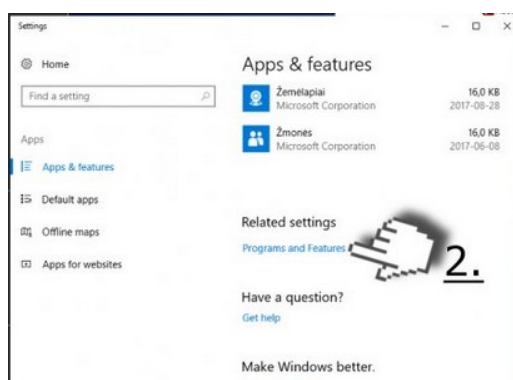 Settings
Home
Find a setting
Apps
Apps & features
Default apps
Offline maps
Apps for websites
Apps & features
Žemėlapiai 16,0 KB
Microsoft Corporation 2017-08-28
Žmonės 16,0 KB
Microsoft Corporation 2017-06-08
Related settings
Programs and Features
2.
Have a question?
Get help
Make Windows better.